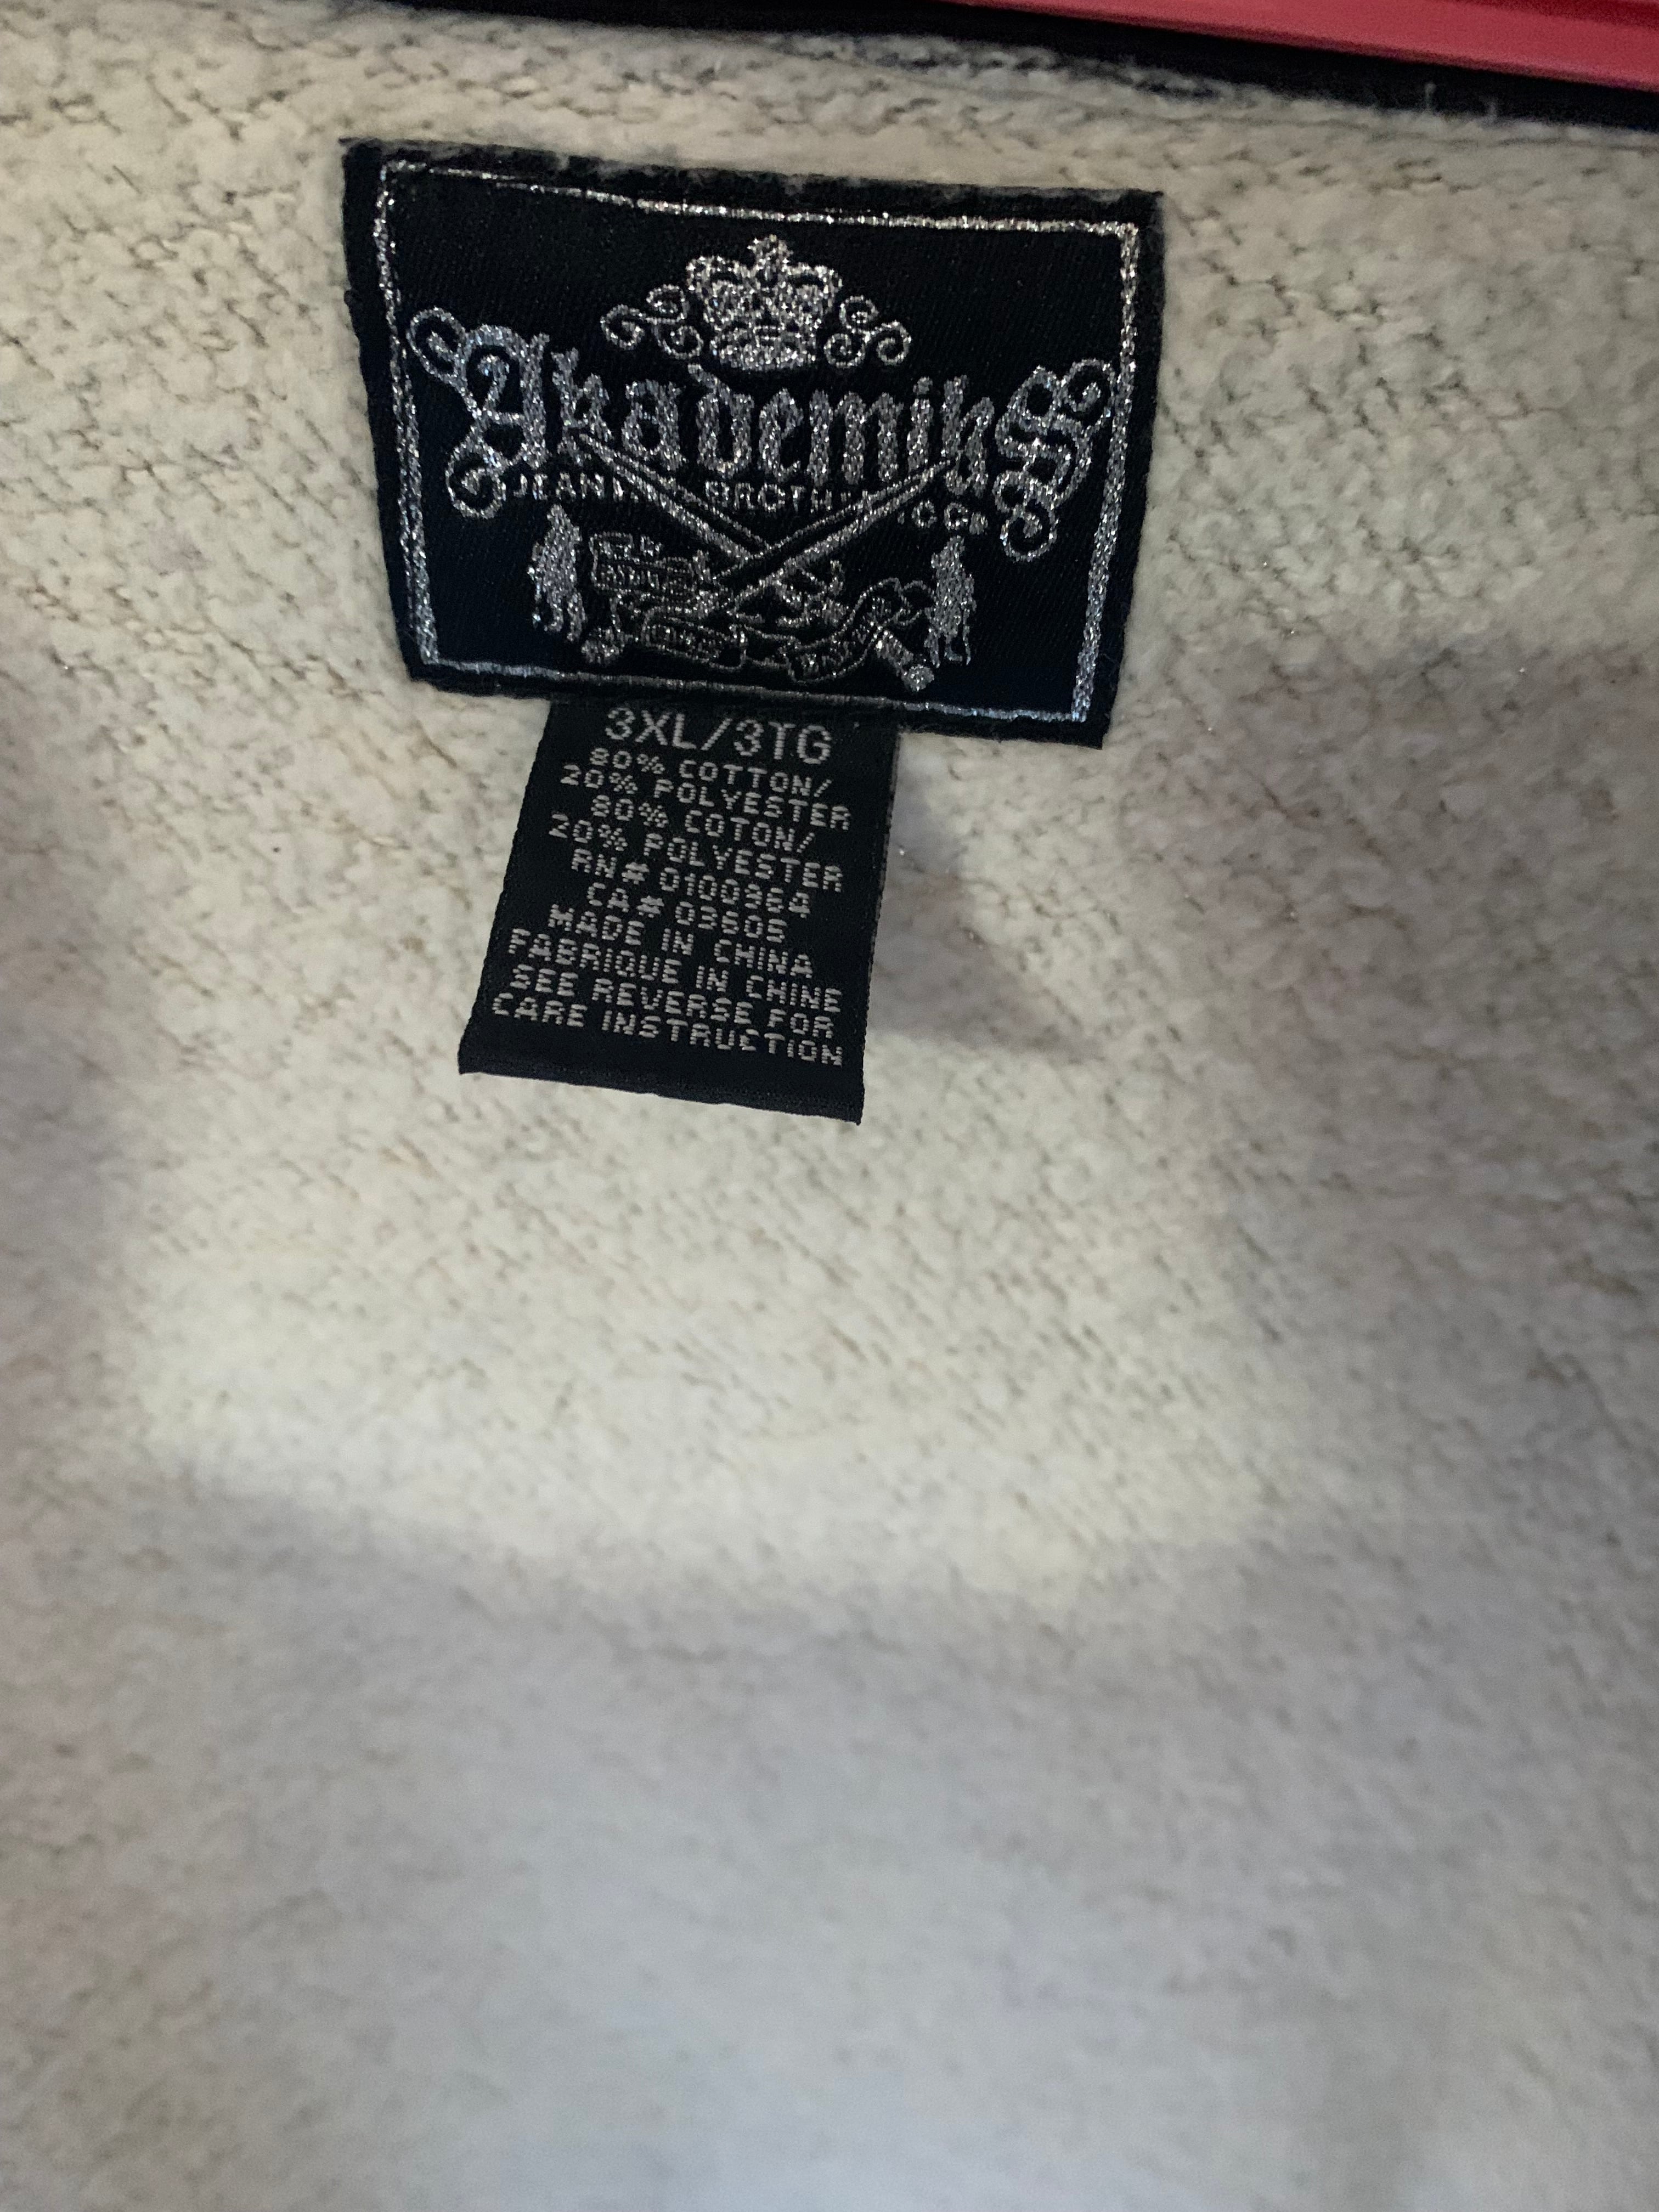 Akademiks
3XL/3TG
80% COTTON/
20% POLYESTER
80% COTON/
20% POLYESTER
RN# 0100364
CA# 03605
MADE IN CHINA
FABRIQUE IN CHINE
SEE REVERSE FOR
CARE INSTRUCTION